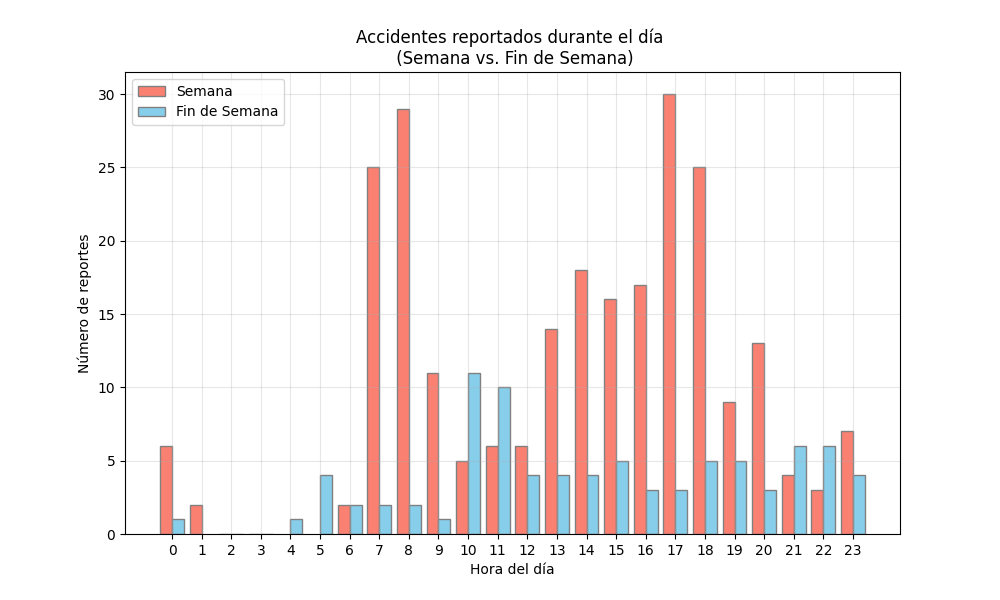 Accidentes reportados durante el día
(Semana vs. Fin de Semana)
Semana
Fin de Semana
Número de reportes
30
25
20
15
10
5
0
0 1 2 3 4 5 6 7 8 9 10 11 12 13 14 15 16 17 18 19 20 21 22 23
Hora del día